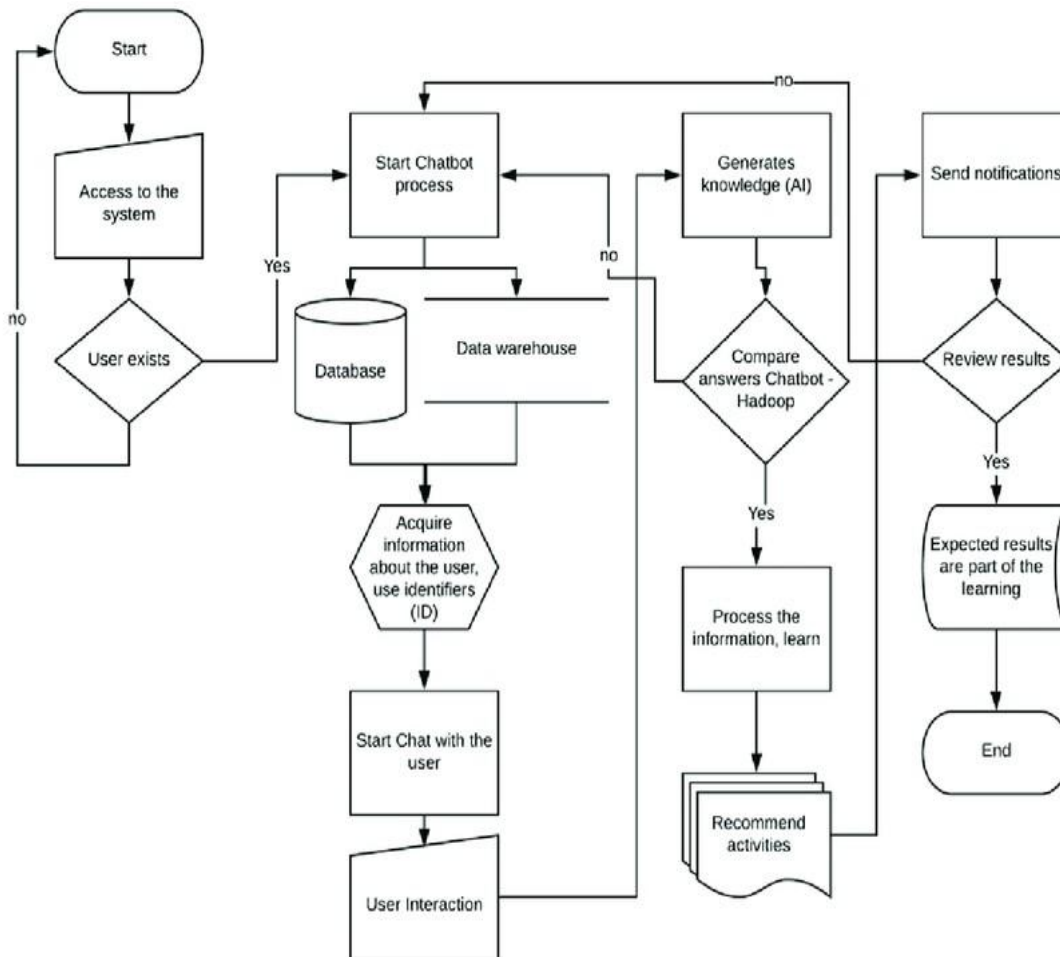 Start
Access to the
system
User exists
no
Yes
Start Chatbot
process
Database
Data warehouse
Acquire
information
about the user,
use identifiers
(ID)
Start Chat with the
user
User Interaction
Generates
knowledge (AI)
no
Compare
answers Chatbot -
Hadoop
Yes
Process the
information, learn
Recommend
activities
Send notifications
no
Review results
Yes
Expected results
are part of the
learning
End